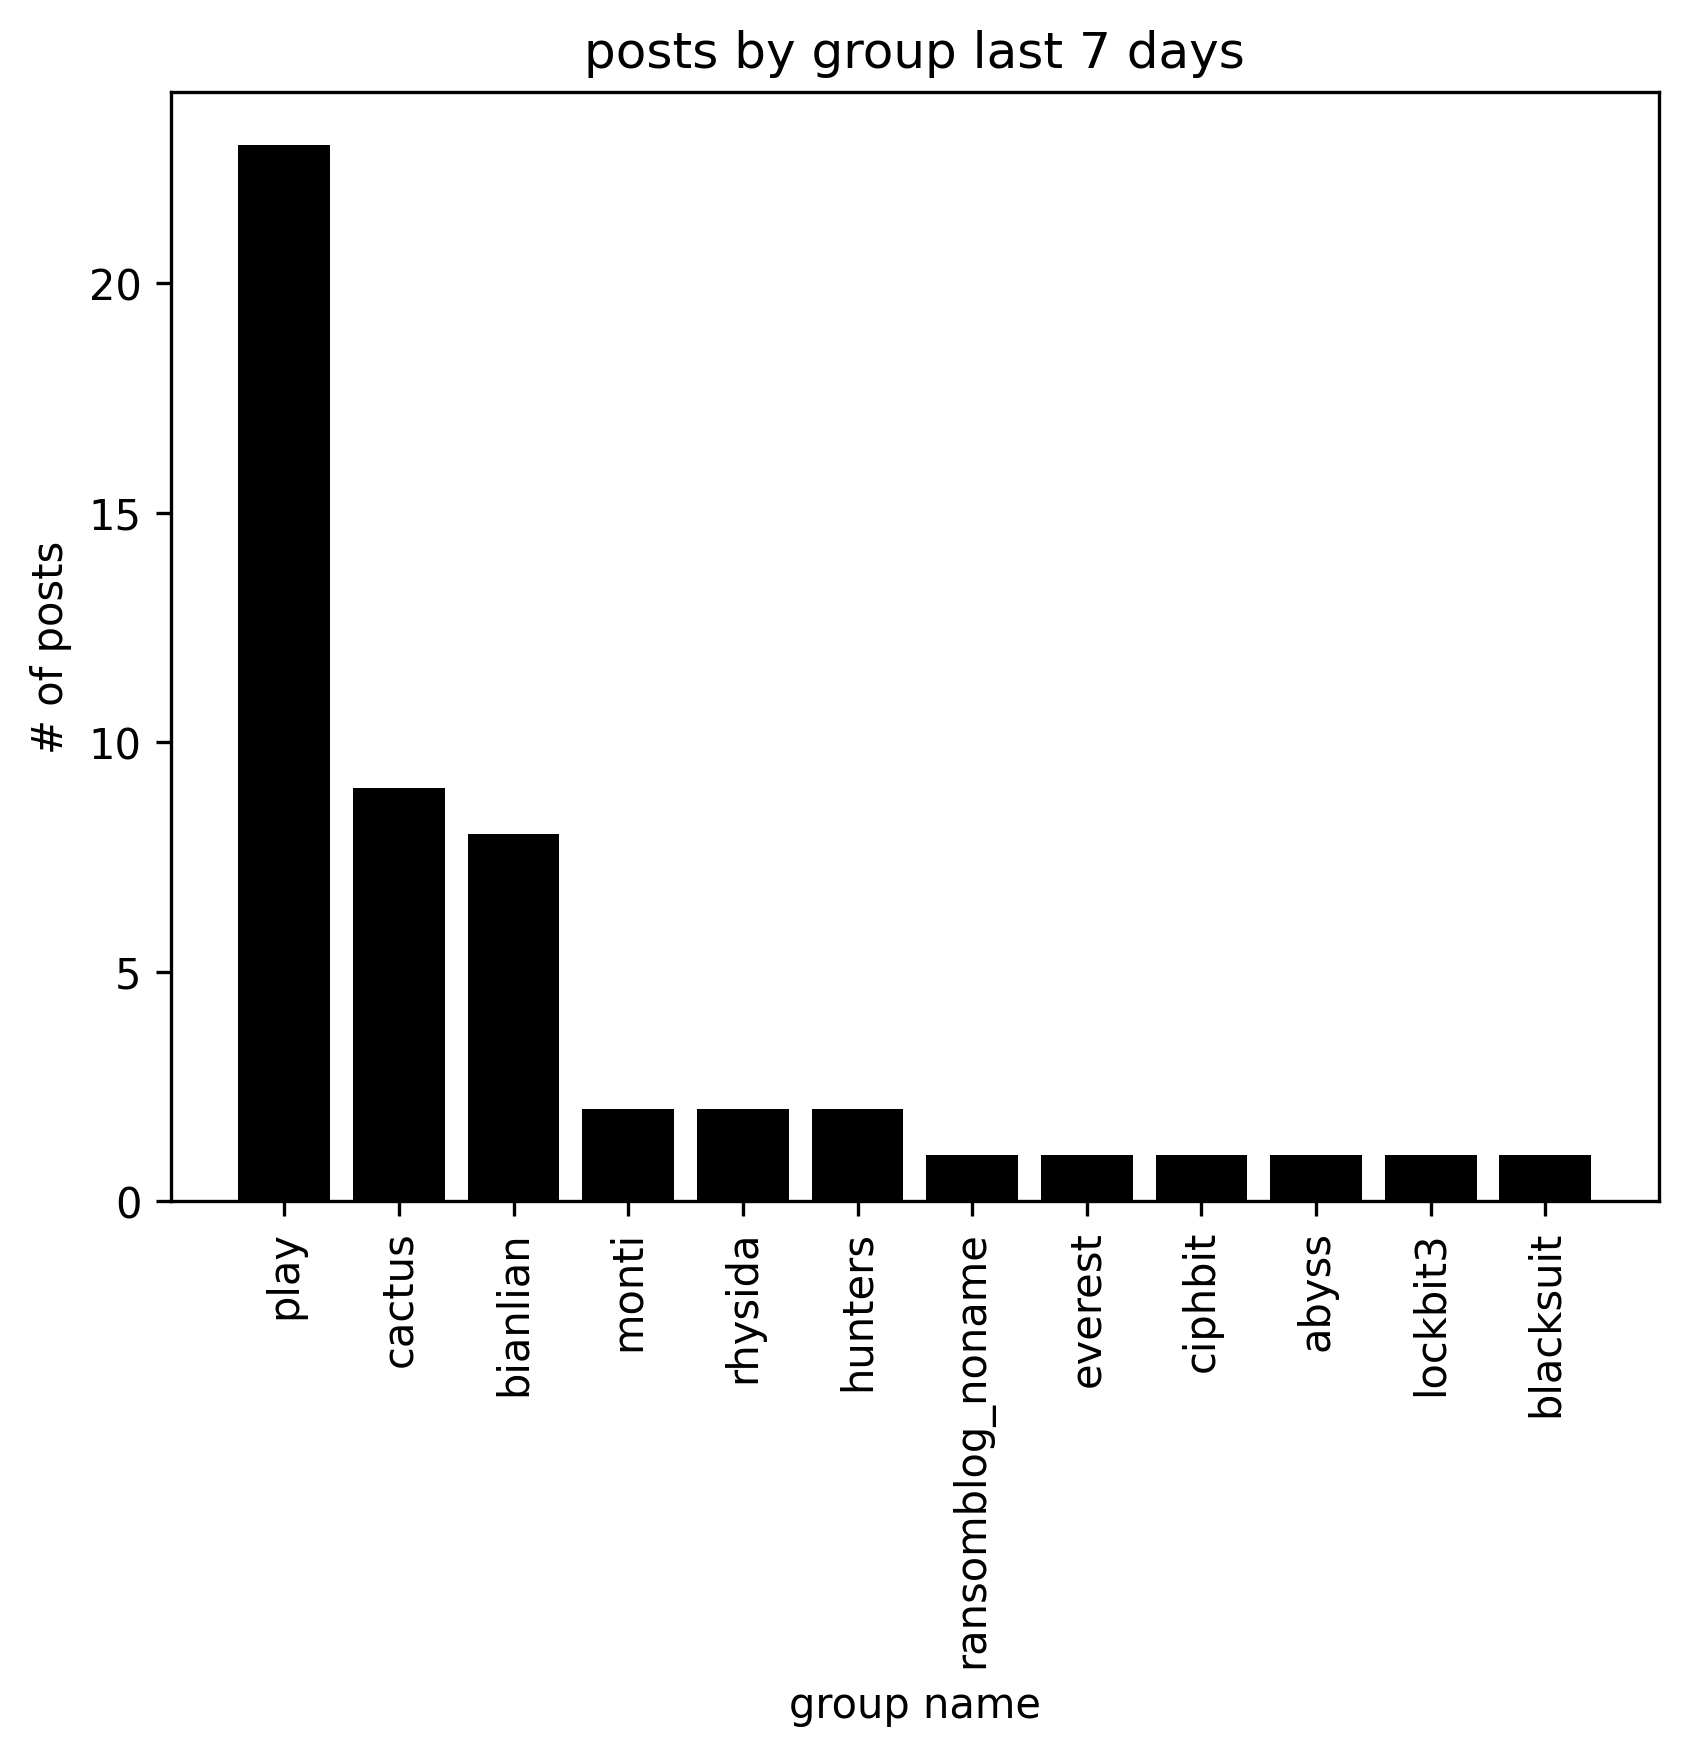 posts by group last 7 days
# of posts
20
15
10
5
0
play
cactus
bianlian
monti
rhysida
hunters
ransomblog_noname
everest
ciphbit
abyss
lockbit3
blacksuit
group name